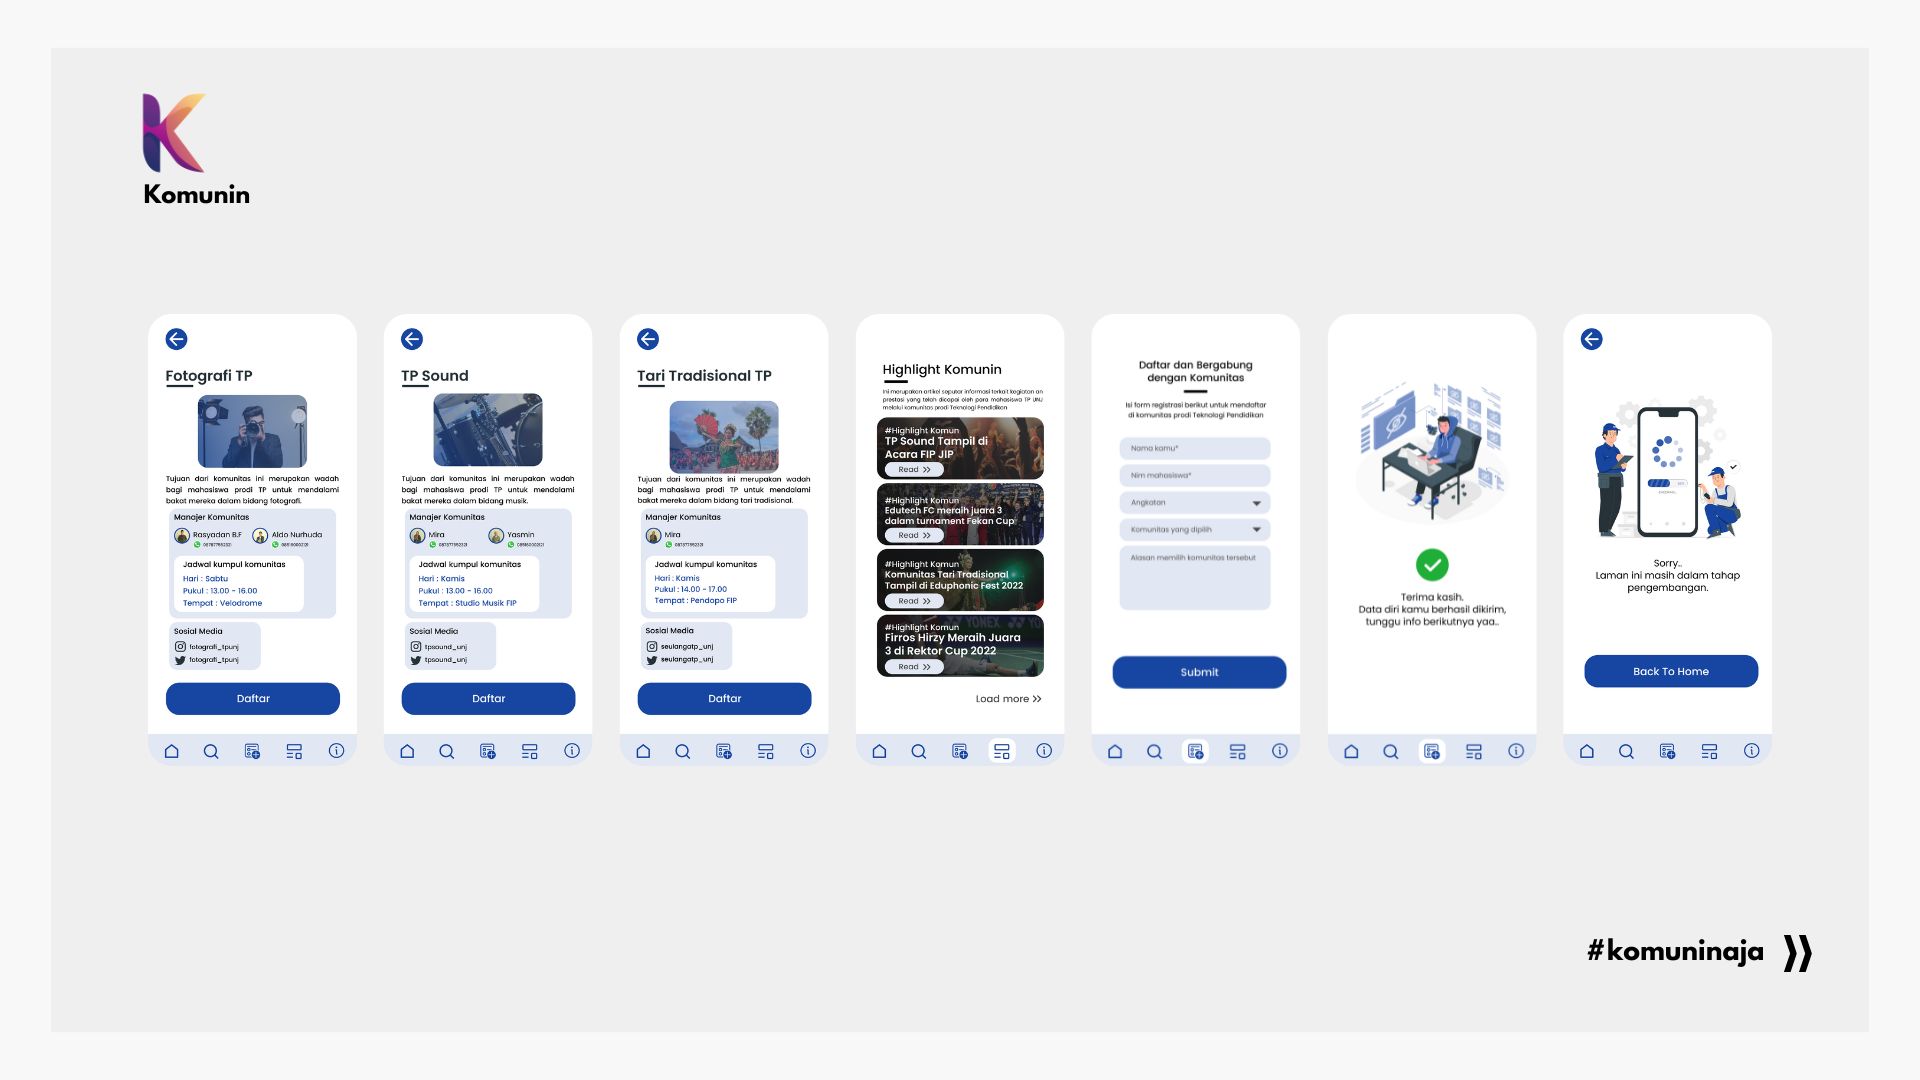 Komunin
Fotografi TP
Tujuan dari komunitas ini merupakan wadah
bagi mahasiswa prodi TP untuk mendalami
bakat mereka dalam bidang fotografi.
Manajer Komunitas
Rasyadan B.F
Aldo Nurhuda
Jadwal kumpul komunitas
Hari : Sabtu
Pukul : 13.00 - 16.00
Tempat : Velodrome
Sosial Media
fotografi_tpunj
fotografi_tpunj
Daftar
TP Sound
Tujuan dari komunitas ini merupakan wadah
bagi mahasiswa prodi TP untuk mendalami
bakat mereka dalam bidang musik.
Manajer Komunitas
Mira
Yasmin
Jadwal kumpul komunitas
Hari : Kamis
Pukul : 13.00 - 16.00
Tempat : Studio Musik FIP
Sosial Media
tpsound_unj
tpsound_unj
Daftar
Tari Tradisional TP
Tujuan dari komunitas ini merupakan wadah
bagi mahasiswa prodi TP untuk mendalami
bakat mereka dalam bidang tari tradisional.
Manajer Komunitas
Mira
Jadwal kumpul komunitas
Hari : Kamis
Pukul : 14.00 - 17.00
Tempat : Pendopo FIP
Sosial Media
seulangatp_unj
seulangatp_unj
Daftar
Highlight Komunin
Ini merupakan artikel seputar informasi terkait kegiatan an
prestasi yang telah dicapai oleh para mahasiswa TP UNJ
melalui komunitas prodi Teknologi Pendidikan
#Highlight Komun
TP Sound Tampil di
Acara FIP JIP
Read
#Highlight Komun
Edutech FC meraih juara 3
dalam turnament Fekan Cup
Read
#Highlight Komun
Komunitas Tari Tradisional
Tampil di Eduphonic Fest 2022
Read
YONEX
#Highlight Komun
Firros Hirzy Meraih Juara
3 di Rektor Cup 2022
Read
Load more
Daftar dan Bergabung
dengan Komunitas
Isi form registrasi berikut untuk mendaftar
di komunitas prodi Teknologi Pendidikan
Nama kamu*
Nim mahasiswa*
Angkatan
Komunitas yang dipilih
Alasan memilih komunitas tersebut
Submit
Terima kasih.
Data diri kamu berhasil dikirim,
tunggu info berikutnya yaa..
Sorry..
Laman ini masih dalam tahap
pengembangan.
Back To Home
#komuninaja